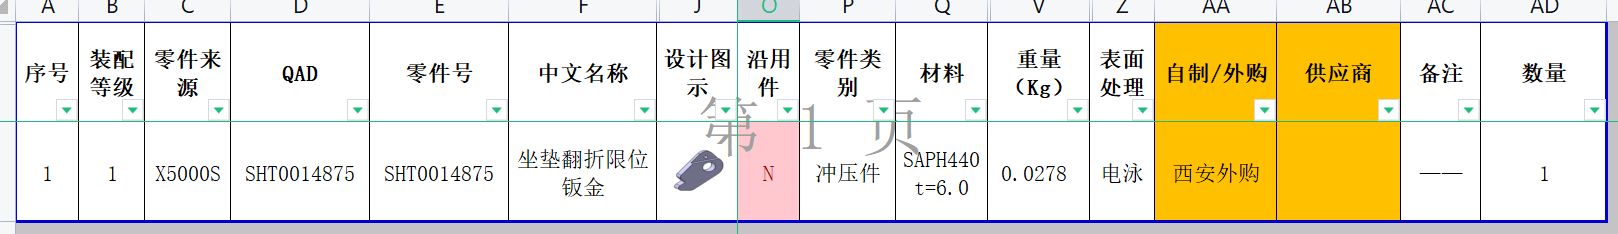 A B C D E F J O P Q V Z AA AB AC AD
序号 装配等级 零件来源 QAD 零件号 中文名称 设计图示 沿用件 零件类别 材料 重量（Kg） 表面处理 自制/外购 供应商 备注 数量
第 1 页
1 1 X5000S SHT0014875 SHT0014875 坐垫翻折限位钣金 N 冲压件 SAPH440 t=6.0 0.0278 电泳 西安外购 —— 1